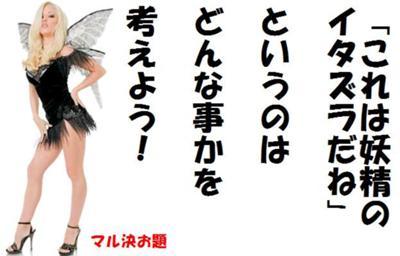 「これは妖精の
イタズラだね」
というのは
どんな事かを
考えよう！
マル決お題